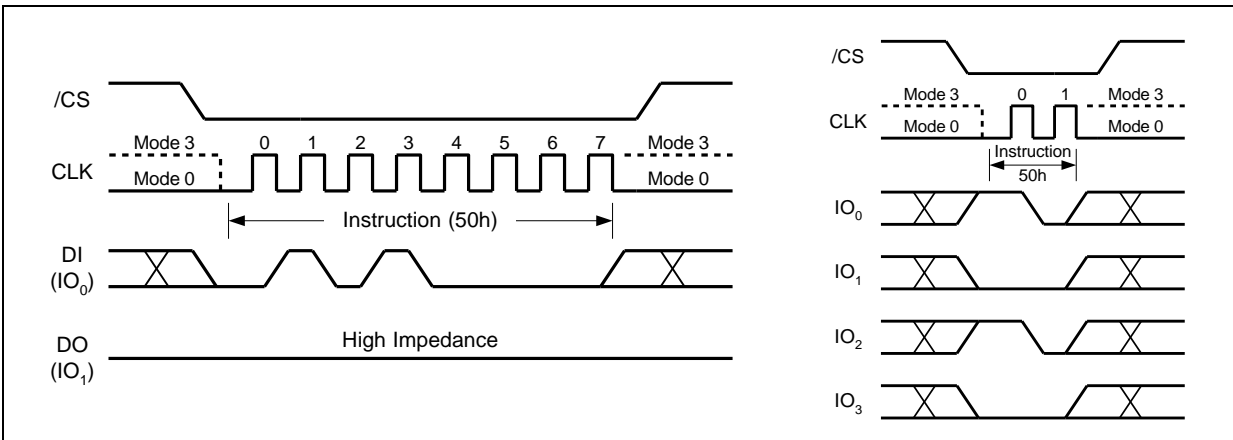 /CS
Mode 3 0 1 2 3 4 5 6 7 Mode 3
CLK
Mode 0 Mode 0
Instruction (50h)
DI
(IO0)
DO
(IO1)
High Impedance
/CS
Mode 3 0 1 Mode 3
CLK
Mode 0 Mode 0
Instruction
50h
IO0
IO1
IO2
IO3